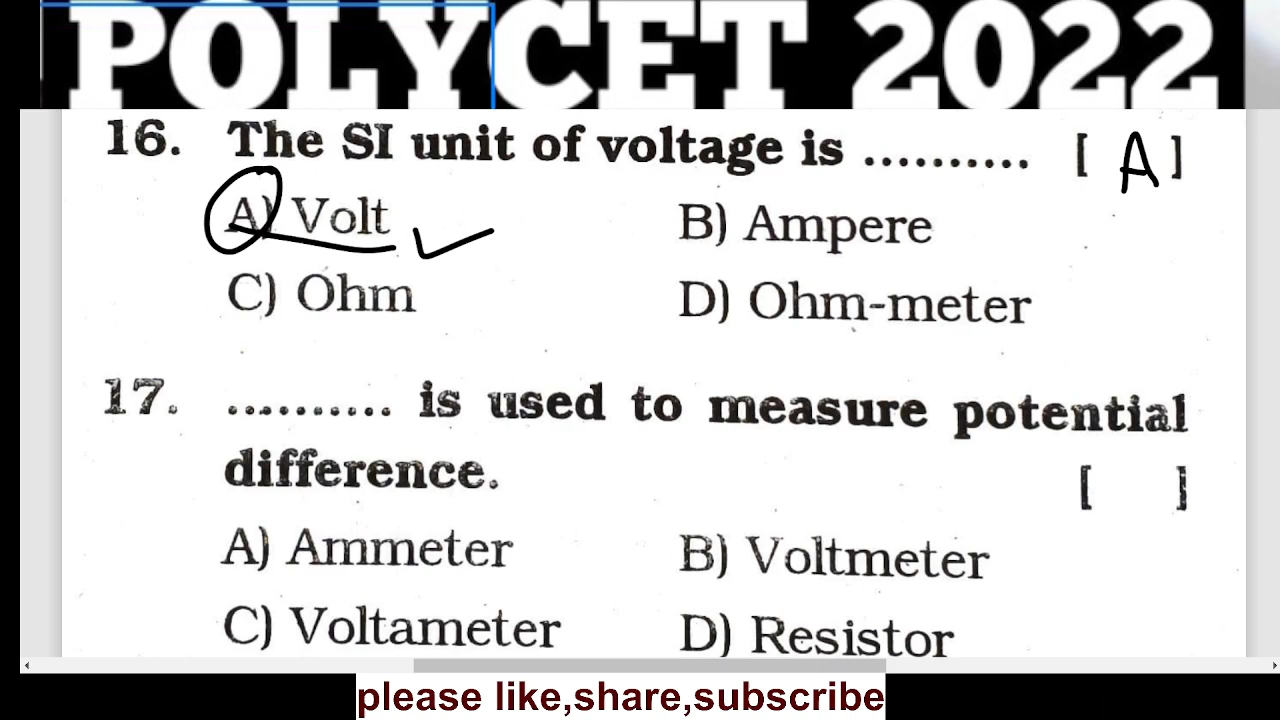 POLYCET 2022
16. The SI unit of voltage is .......... [ A ]
A) Volt B) Ampere
C) Ohm D) Ohm-meter
17. .......... is used to measure potential
difference. [ ]
A) Ammeter B) Voltmeter
C) Voltameter D) Resistor
please like,share,subscribe